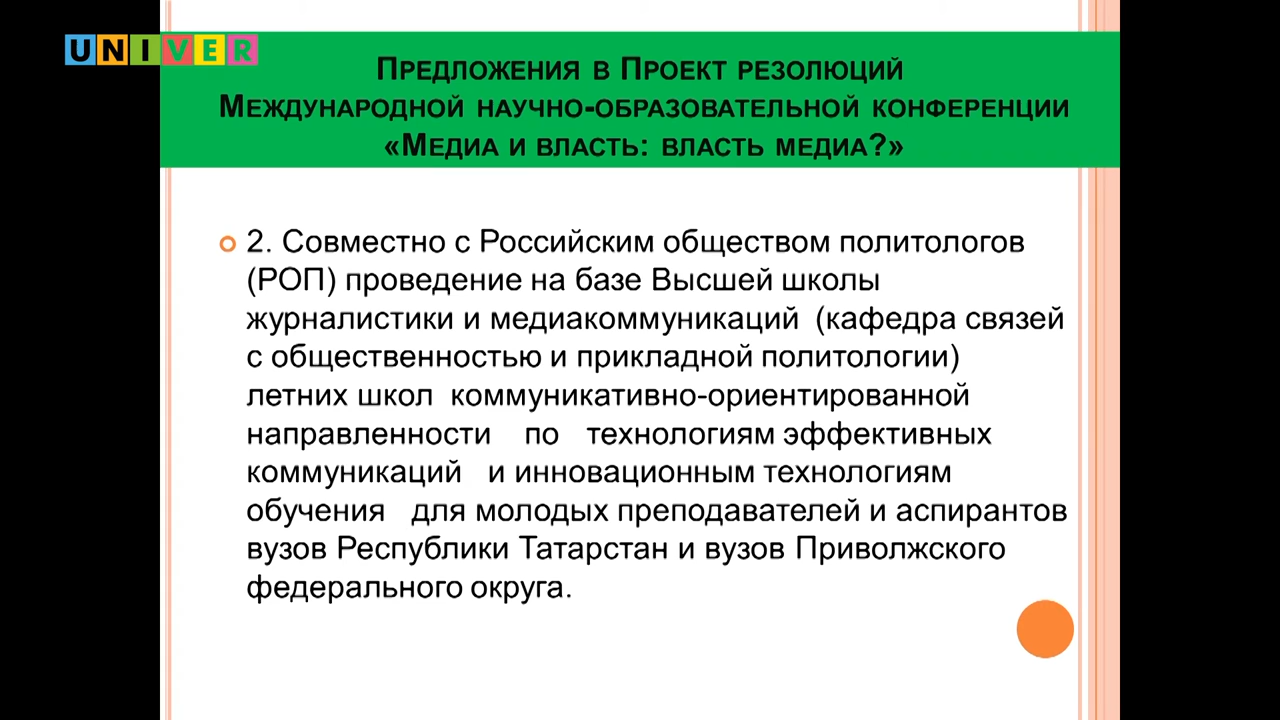 UNIVER
Предложения в Проект резолюций
Международной научно-образовательной конференции
«Медиа и власть: власть медиа?»
2. Совместно с Российским обществом политологов
(РОП) проведение на базе Высшей школы
журналистики и медиакоммуникаций (кафедра связей
с общественностью и прикладной политологии)
летних школ коммуникативно-ориентированной
направленности по технологиям эффективных
коммуникаций и инновационным технологиям
обучения для молодых преподавателей и аспирантов
вузов Республики Татарстан и вузов Приволжского
федерального округа.